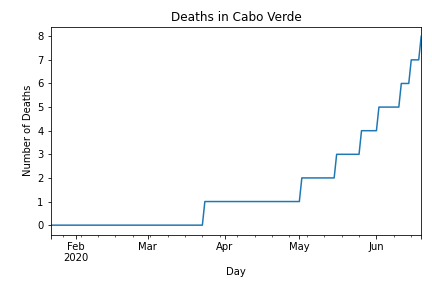 Deaths in Cabo Verde
8
7
6
5
4
3
2
1
0
Number of Deaths
Feb
2020
Mar
Apr
May
Jun
Day